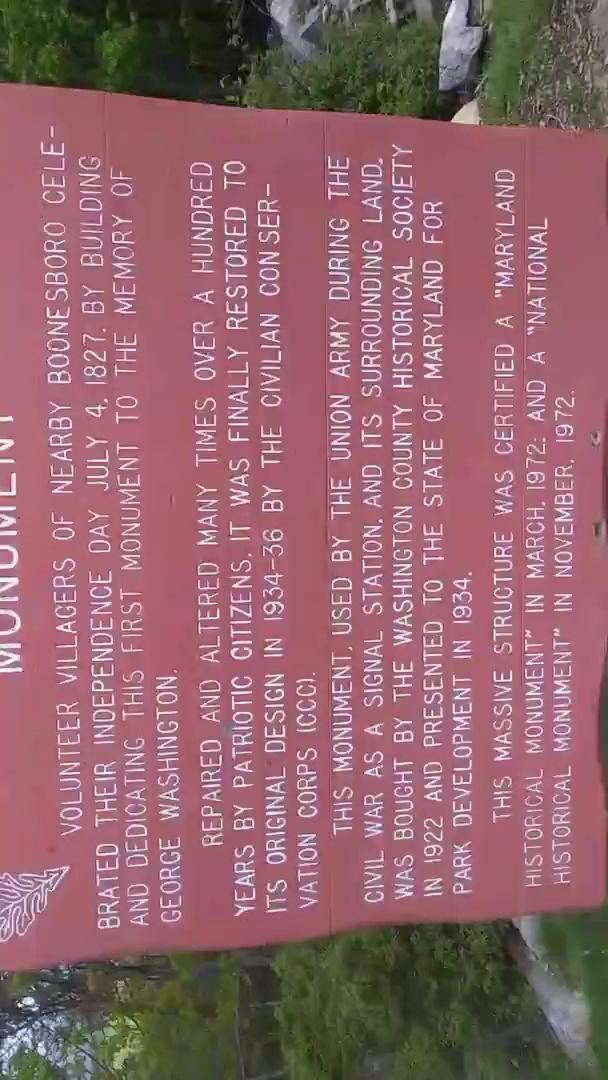 MONUMENT
VOLUNTEER VILLAGERS OF NEARBY BOONESBORO CELE-
BRATED THEIR INDEPENDENCE DAY JULY 4, 1827, BY BUILDING
AND DEDICATING THIS FIRST MONUMENT TO THE MEMORY OF
GEORGE WASHINGTON.
REPAIRED AND ALTERED MANY TIMES OVER A HUNDRED
YEARS BY PATRIOTIC CITIZENS, IT WAS FINALLY RESTORED TO
ITS ORIGINAL DESIGN IN 1934-36 BY THE CIVILIAN CONSER-
VATION CORPS (CCC).
THIS MONUMENT, USED BY THE UNION ARMY DURING THE
CIVIL WAR AS A SIGNAL STATION, AND ITS SURROUNDING LAND,
WAS BOUGHT BY THE WASHINGTON COUNTY HISTORICAL SOCIETY
IN 1922 AND PRESENTED TO THE STATE OF MARYLAND FOR
PARK DEVELOPMENT IN 1934.
THIS MASSIVE STRUCTURE WAS CERTIFIED A "MARYLAND
HISTORICAL MONUMENT" IN MARCH, 1972; AND A "NATIONAL
HISTORICAL MONUMENT" IN NOVEMBER, 1972.